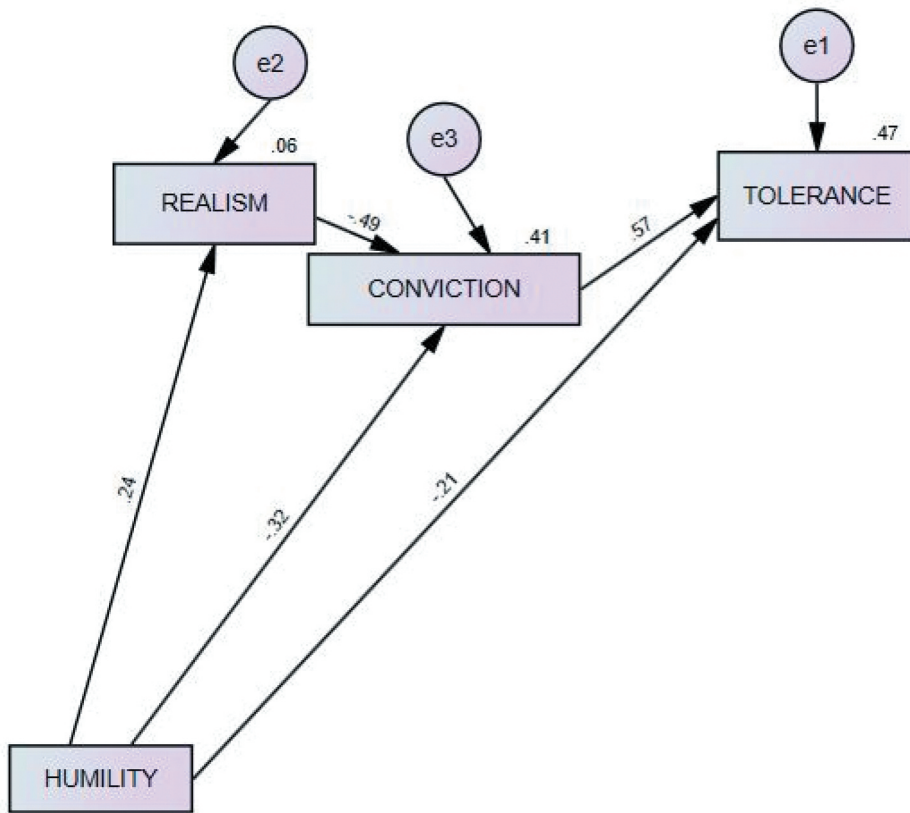 e1
e2
e3
.06
.47
REALISM
TOLERANCE
-.49
.57
.41
CONVICTION
.24
-.32
-.21
HUMILITY